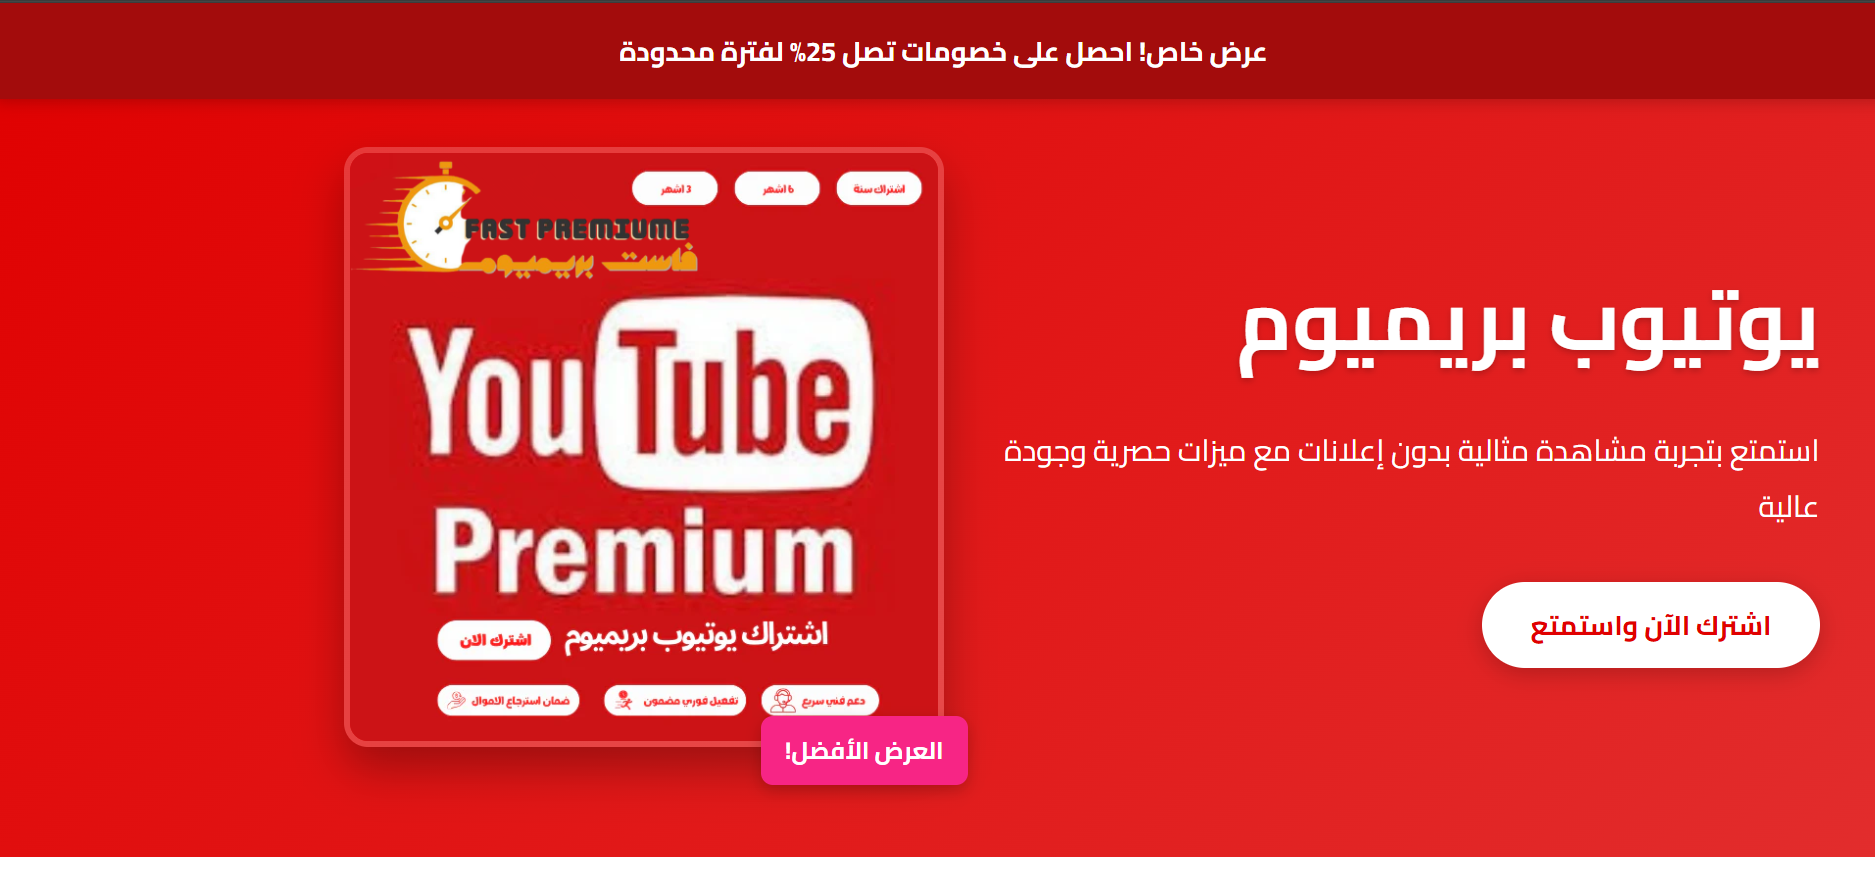 عرض خاص! احصل على خصومات تصل 25% لفترة محدودة
يوتيوب بريميوم
استمتع بتجربة مشاهدة مثالية بدون إعلانات مع ميزات حصرية وجودة
عالية
اشترك الآن واستمتع
اشتراك سنة
6 اشهر
3 اشهر
FAST PREMIUME
فاست بريميوم
YouTube
Premium
اشتراك يوتيوب بريميوم
اشترك الان
دعم فني سريع
تفعيل فوري مضمون
ضمان استرجاع الاموال
العرض الأفضل!